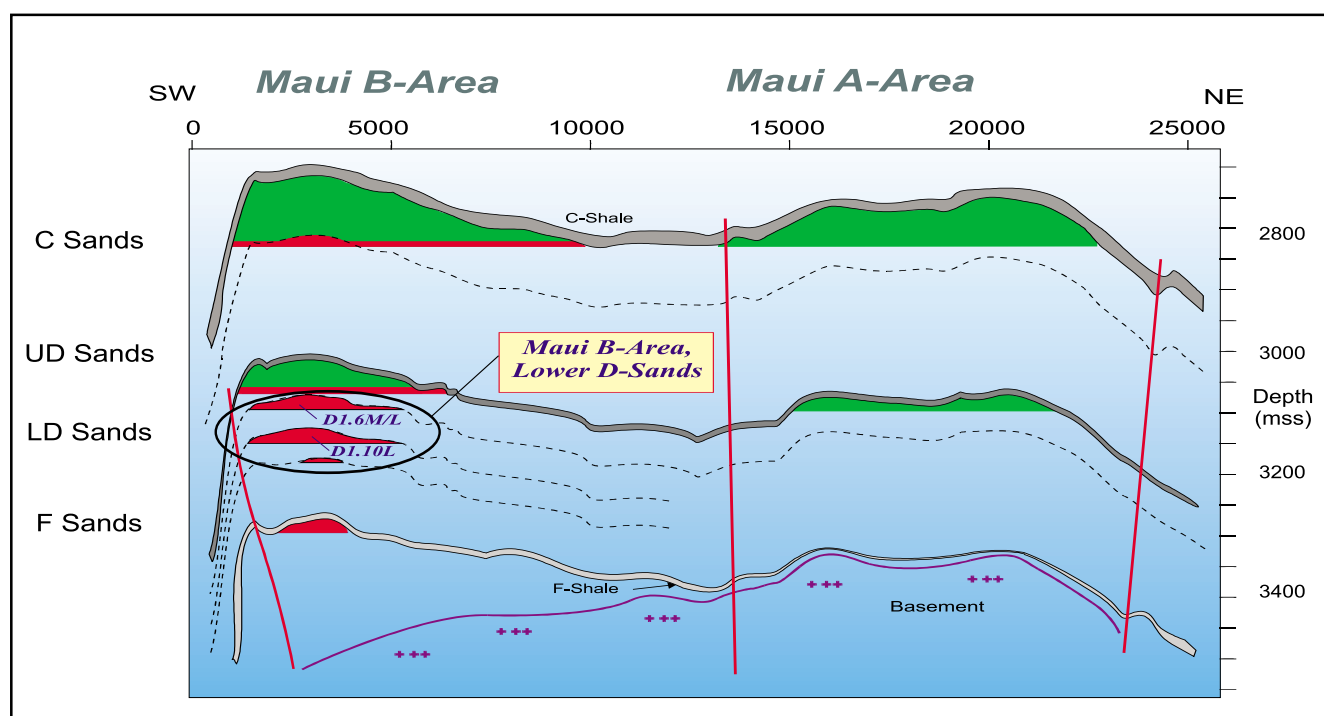 Maui B-Area Maui A-Area
SW NE
0 5000 10000 15000 20000 25000
C-Shale
C Sands 2800
UD Sands 3000
Maui B-Area,
Lower D-Sands
Depth
(mss)
D1.6M/L
LD Sands
D1.10L
3200
F Sands
F-Shale
3400
Basement